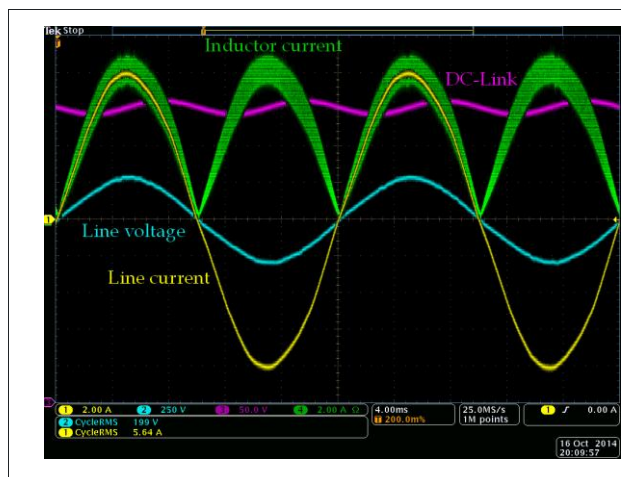 Tek Stop
Inductor current
DC-Link
Line voltage
Line current
1 2.00 A 2 250 V 3 50.0 V 4 2.00 A Ω
4.00ms
200.0m%
25.0MS/s
1M points
1 0.00 A
2 CycleRMS 199 V
1 CycleRMS 5.64 A
16 Oct 2014
20:09:57